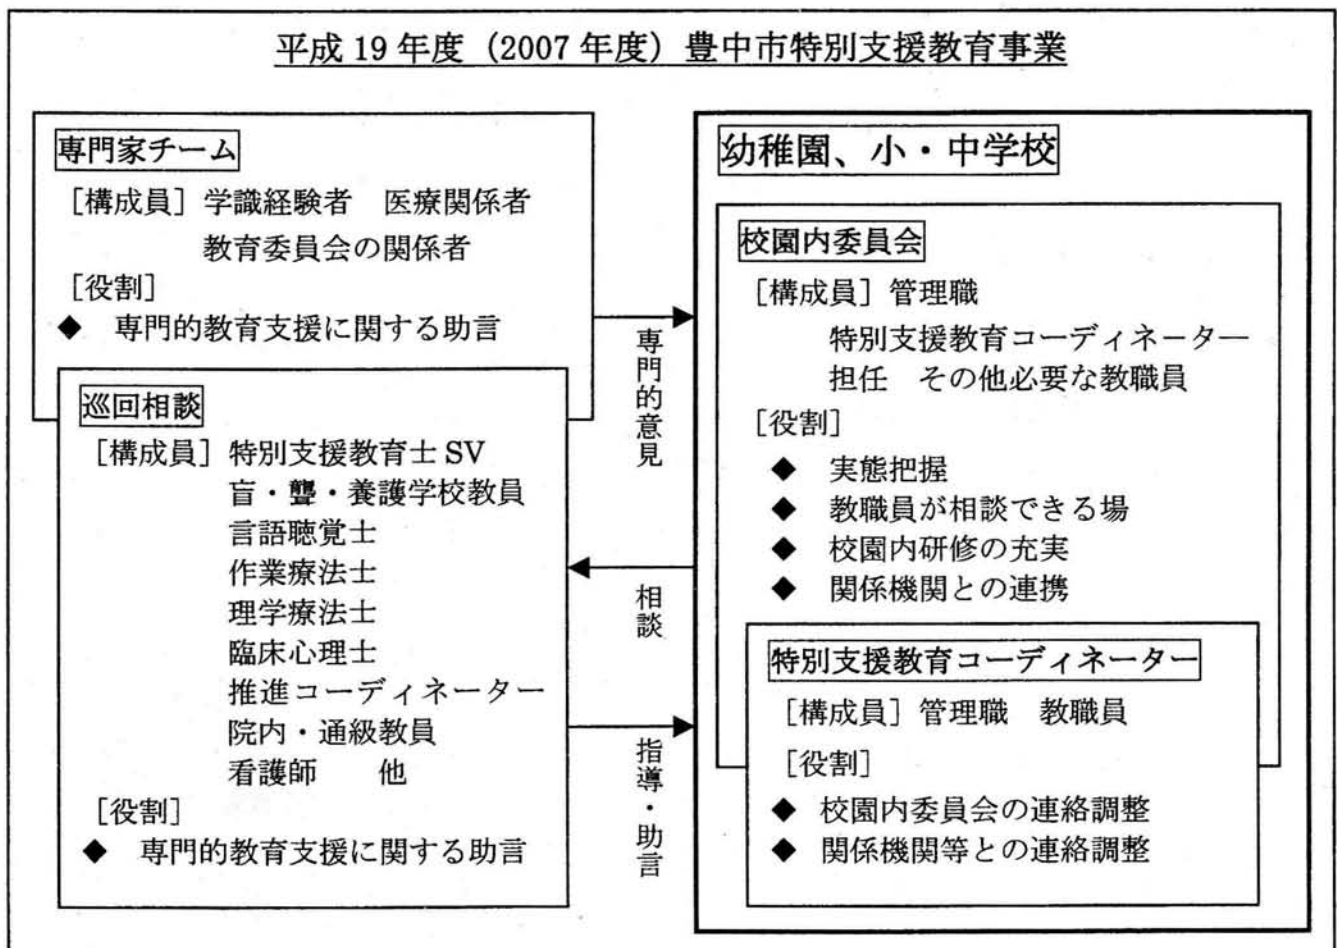 平成 19 年度（2007 年度）豊中市特別支援教育事業
専門家チーム
［構成員］学識経験者　医療関係者
教育委員会の関係者
［役割］
◆　専門的教育支援に関する助言
巡回相談
［構成員］特別支援教育士 SV
盲・聾・養護学校教員
言語聴覚士
作業療法士
理学療法士
臨床心理士
推進コーディネーター
院内・通級教員
看護師　　他
［役割］
◆　専門的教育支援に関する助言
専門的意見
相談
指導・助言
幼稚園、小・中学校
校園内委員会
［構成員］管理職
特別支援教育コーディネーター
担任　その他必要な教職員
［役割］
◆　実態把握
◆　教職員が相談できる場
◆　校園内研修の充実
◆　関係機関との連携
特別支援教育コーディネーター
［構成員］管理職　教職員
［役割］
◆　校園内委員会の連絡調整
◆　関係機関等との連絡調整